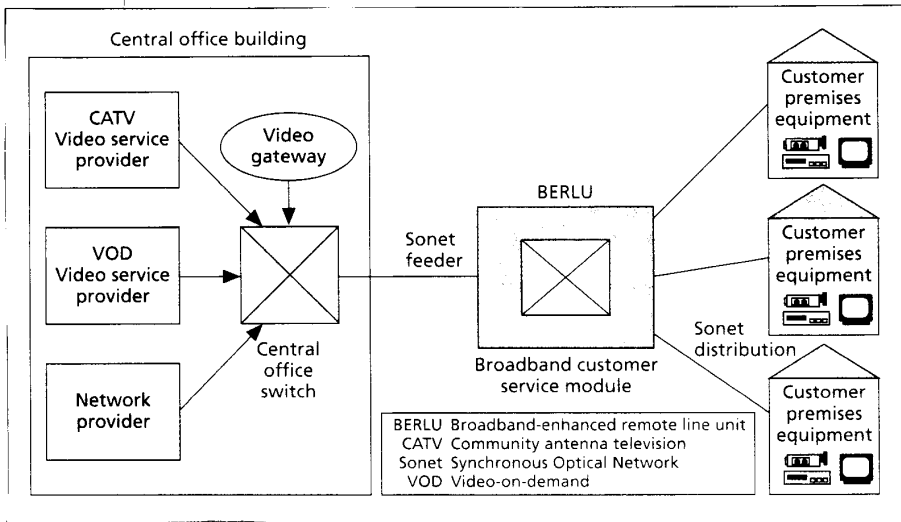 Central office building
CATV
Video service
provider
Video
gateway
VOD
Video service
provider
Network
provider
Central
office
switch
Sonet
feeder
BERLU
Broadband customer
service module
Sonet
distribution
Customer
premises
equipment
Customer
premises
equipment
Customer
premises
equipment
BERLU Broadband-enhanced remote line unit
CATV Community antenna television
Sonet Synchronous Optical Network
VOD Video-on-demand